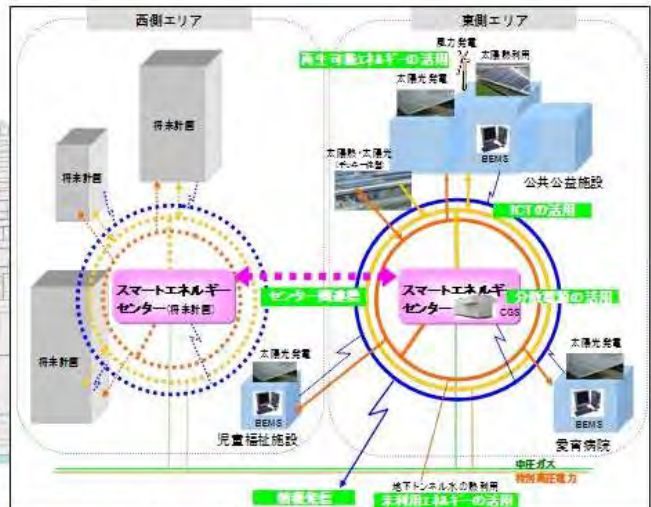 西側エリア
東側エリア
風力発電
太陽熱利用
再生可能エネルギーの活用
太陽光発電
将来計画
将来計画
太陽熱・太陽光
BEMS
公共公益施設
ICTの活用
スマートエネルギー
センター(将来計画)
センター間連携
スマートエネルギー
センター
CGS
分散電源の活用
将来計画
太陽光発電
BEMS
児童福祉施設
太陽光発電
BEMS
愛育病院
中圧ガス
特別高圧電力
地下トンネル水の熱利用
情報発信
未利用エネルギーの活用